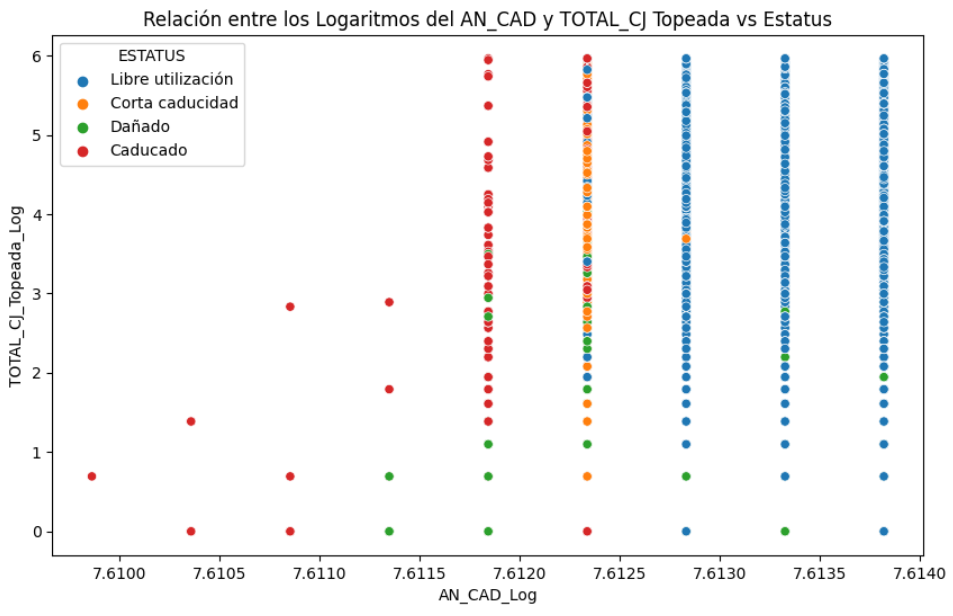 Relación entre los Logaritmos del AN_CAD y TOTAL_CJ Topeada vs Estatus
ESTATUS
Libre utilización
Corta caducidad
Dañado
Caducado
TOTAL_CJ_Topeada_Log
6
5
4
3
2
1
0
7.6100
7.6105
7.6110
7.6115
7.6120
7.6125
7.6130
7.6135
7.6140
AN_CAD_Log